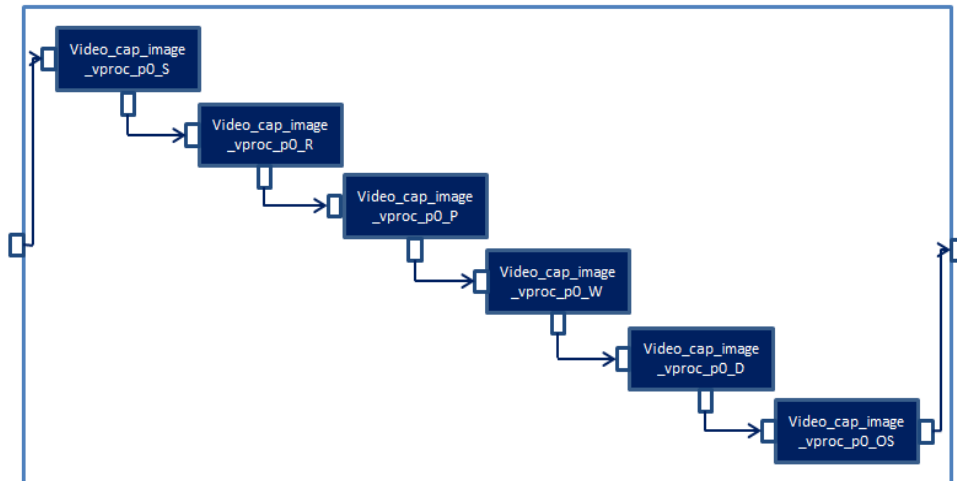 Video_cap_image
_vproc_p0_S
Video_cap_image
_vproc_p0_R
Video_cap_image
_vproc_p0_P
Video_cap_image
_vproc_p0_W
Video_cap_image
_vproc_p0_D
Video_cap_image
_vproc_p0_OS